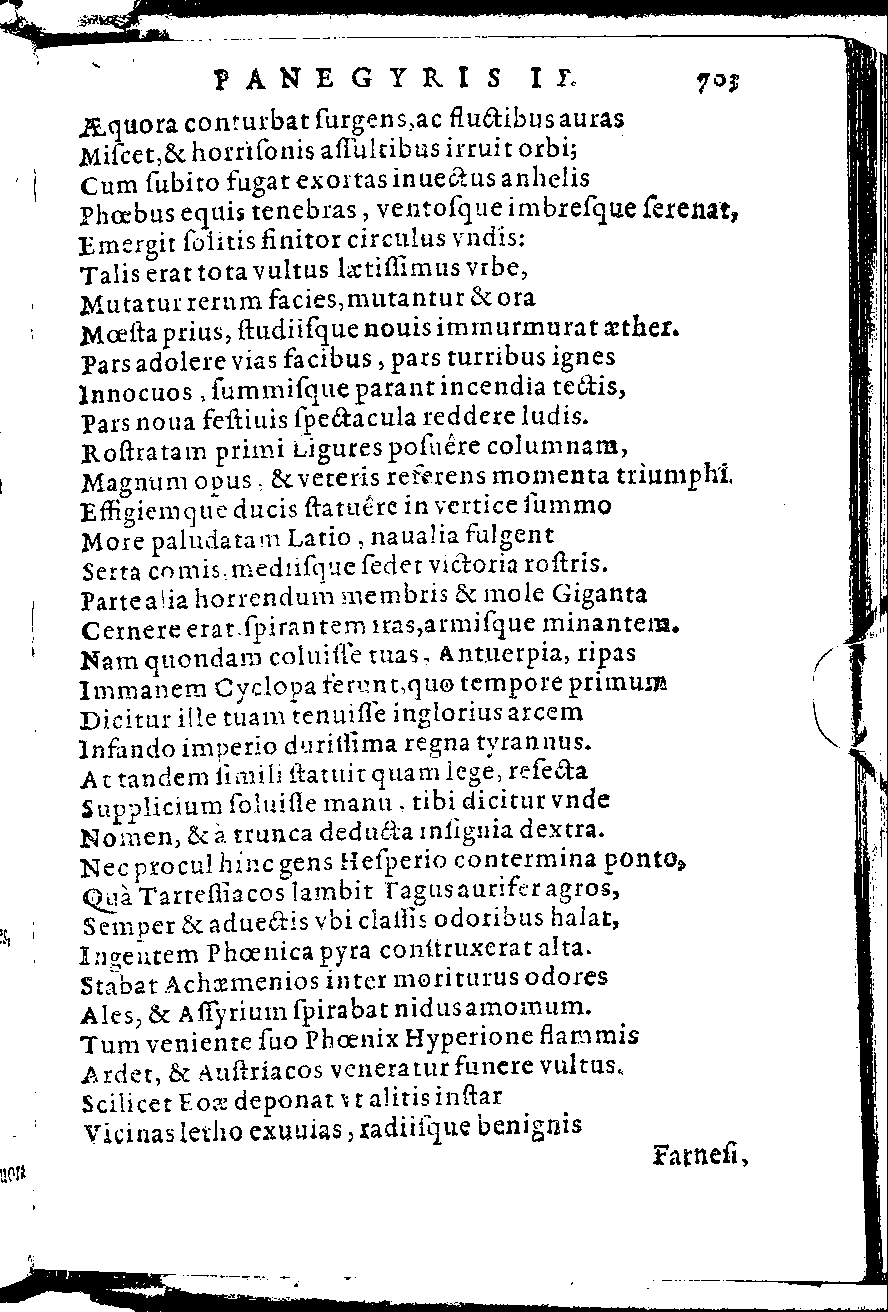 PANEGYRIS II. 703
Æquora conturbat ſurgens, ac fluctibus auras
Miſcet, & horriſonis aſſultibus irruit orbi;
Cum ſubito fugat exortas inuectus anhelis
Phœbus equis tenebras, ventoſque imbreſque ſerenat,
Emergit ſolitis finitor circulus vndis:
Talis erat tota vultus lætiſſimus vrbe,
Mutatur rerum facies, mutantur & ora
Mœſta prius, ſtudiiſque nouis immurmurat æther.
Pars adolere vias facibus, pars turribus ignes
Innocuos, ſummiſque parant incendia tectis,
Pars noua feſtiuis ſpectacula reddere ludis.
Roſtratam primi Ligures poſuêre columnam,
Magnum opus, & veteris referens momenta triumphi.
Effigiemque ducis ſtatuêre in vertice ſummo
More paludatam Latio, naualia fulgent
Serta comis, mediiſque ſedet victoria roſtris.
Parte alia horrendum membris & mole Giganta
Cernere erat, ſpirantem iras, armiſque minantem.
Nam quondam coluiſſe tuas, Antuerpia, ripas
Immanem Cyclopa ferunt, quo tempore primum
Dicitur ille tuam tenuiſſe inglorius arcem
Infando imperio duriſſima regna tyrannus.
At tandem ſimili ſtatuit quam lege, reſecta
Supplicium ſoluiſſe manu, tibi dicitur vnde
Nomen, & à trunca deducta inſignia dextra.
Nec procul hinc gens Heſperio contermina ponto,
Quà Tarteſſiacos lambit Tagus aurifer agros,
Semper & aduectis vbi claſſis odoribus halat,
Ingentem Phœnica pyra conſtruxerat alta.
Stabat Achæmenios inter moriturus odores
Ales, & Aſſyrium ſpirabat nidus amomum.
Tum veniente ſuo Phœnix Hyperione flammis
Ardet, & Auſtriacos veneratur funere vultus.
Scilicet Eoæ deponat vt alitis inſtar
Vicinas letho exuuias, radiiſque benignis
Farneſi,